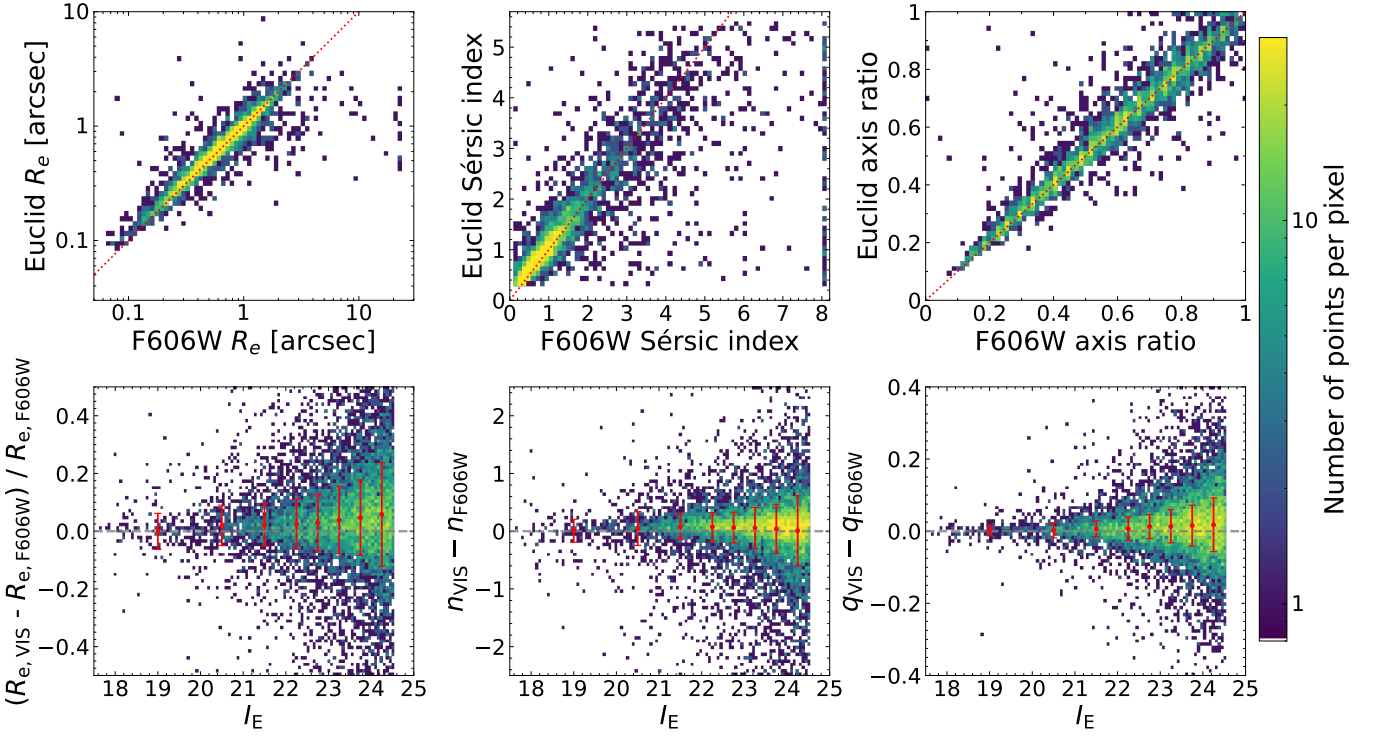 Euclid Rₑ [arcsec]
10
1
0.1
0.1 1 10
F606W Rₑ [arcsec]
Euclid Sérsic index
5
4
3
2
1
0
0 1 2 3 4 5 6 7 8
F606W Sérsic index
Euclid axis ratio
1
0.8
0.6
0.4
0.2
0
0 0.2 0.4 0.6 0.8 1
F606W axis ratio
Number of points per pixel
10
1
(Re, VIS - Re, F606W) / Re, F606W
0.4
0.2
0.0
−0.2
−0.4
18 19 20 21 22 23 24 25
IE
nVIS − nF606W
2
1
0
−1
−2
18 19 20 21 22 23 24 25
IE
qVIS − qF606W
0.4
0.2
0.0
−0.2
−0.4
18 19 20 21 22 23 24 25
IE